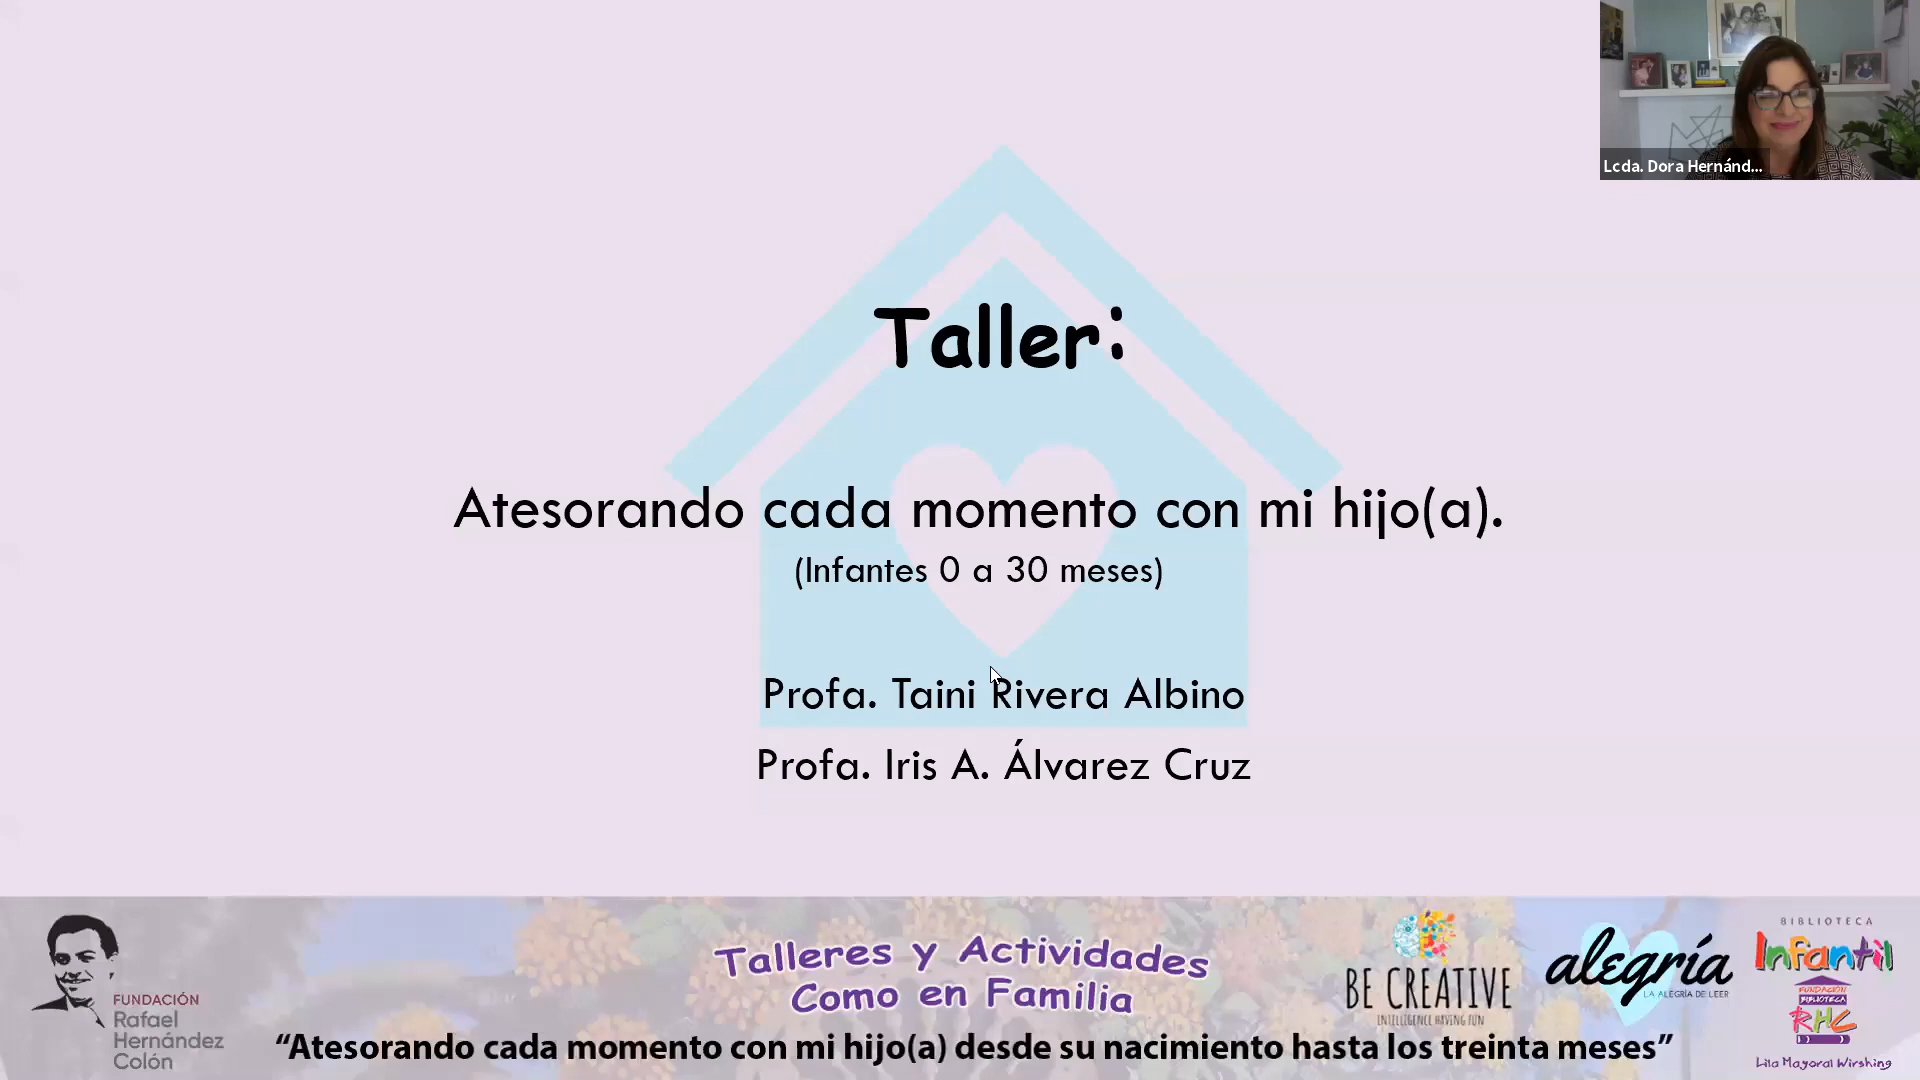 Lcda. Dora Hernánd...
Taller:
Atesorando cada momento con mi hijo(a).
(Infantes 0 a 30 meses)
Profa. Taini Rivera Albino
Profa. Iris A. Álvarez Cruz
FUNDACIÓN
Rafael
Hernández
Colón
Talleres y Actividades
Como en Familia
BE CREATIVE
INTELLIGENCE HAVING FUN
alegría
LA ALEGRÍA DE LEER
BIBLIOTECA
Infantil
FUNDACIÓN
BIBLIOTECA
RHC
Lila Mayoral Wirshing
“Atesorando cada momento con mi hijo(a) desde su nacimiento hasta los treinta meses”